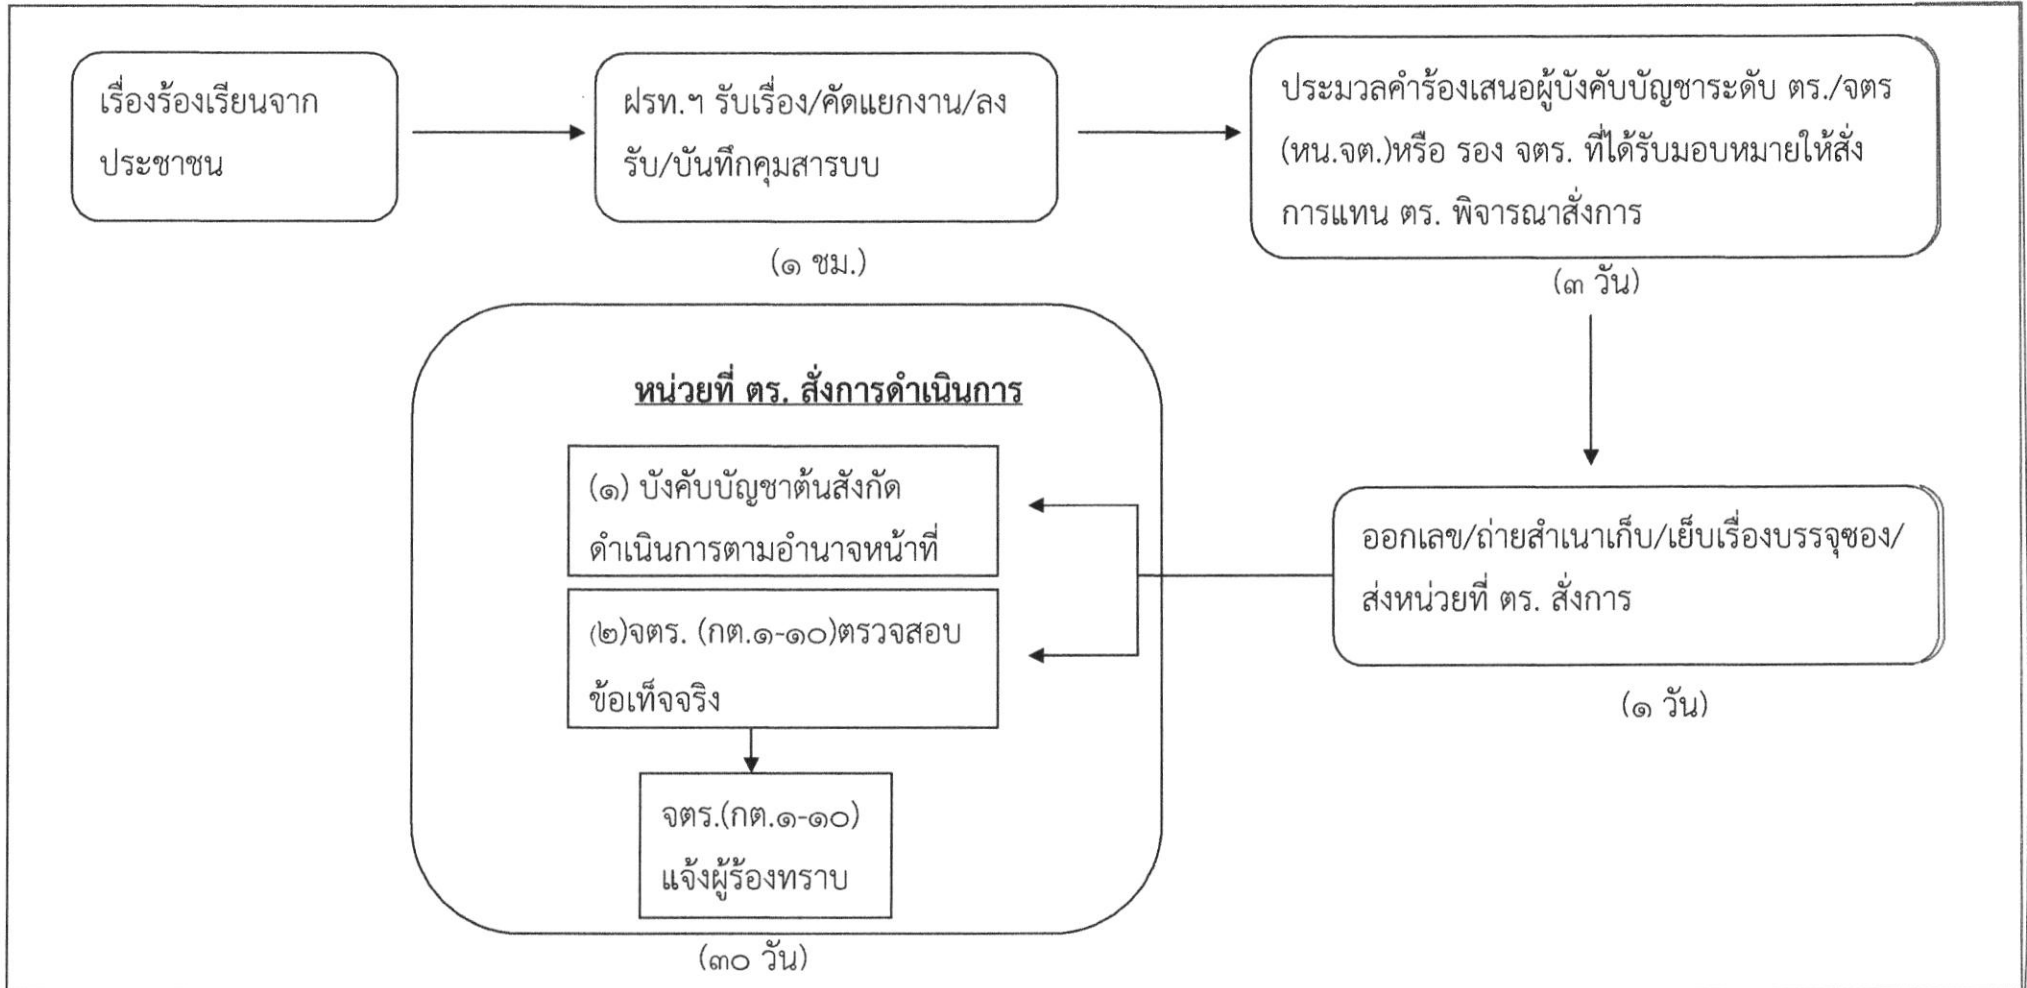 เรื่องร้องเรียนจาก
ประชาชน
ฝรท.ฯ รับเรื่อง/คัดแยกงาน/ลง
รับ/บันทึกคุมสารบบ
(๑ ชม.)
ประมวลคำร้องเสนอผู้บังคับบัญชาระดับ ตร./จตร
(หน.จต.)หรือ รอง จตร. ที่ได้รับมอบหมายให้สั่ง
การแทน ตร. พิจารณาสั่งการ
(๓ วัน)
ออกเลข/ถ่ายสำเนาเก็บ/เย็บเรื่องบรรจุซอง/
ส่งหน่วยที่ ตร. สั่งการ
(๑ วัน)
หน่วยที่ ตร. สั่งการดำเนินการ
(๑) บังคับบัญชาต้นสังกัด
ดำเนินการตามอำนาจหน้าที่
(๒)จตร. (กต.๑-๑๐)ตรวจสอบ
ข้อเท็จจริง
จตร.(กต.๑-๑๐)
แจ้งผู้ร้องทราบ
(๓๐ วัน)